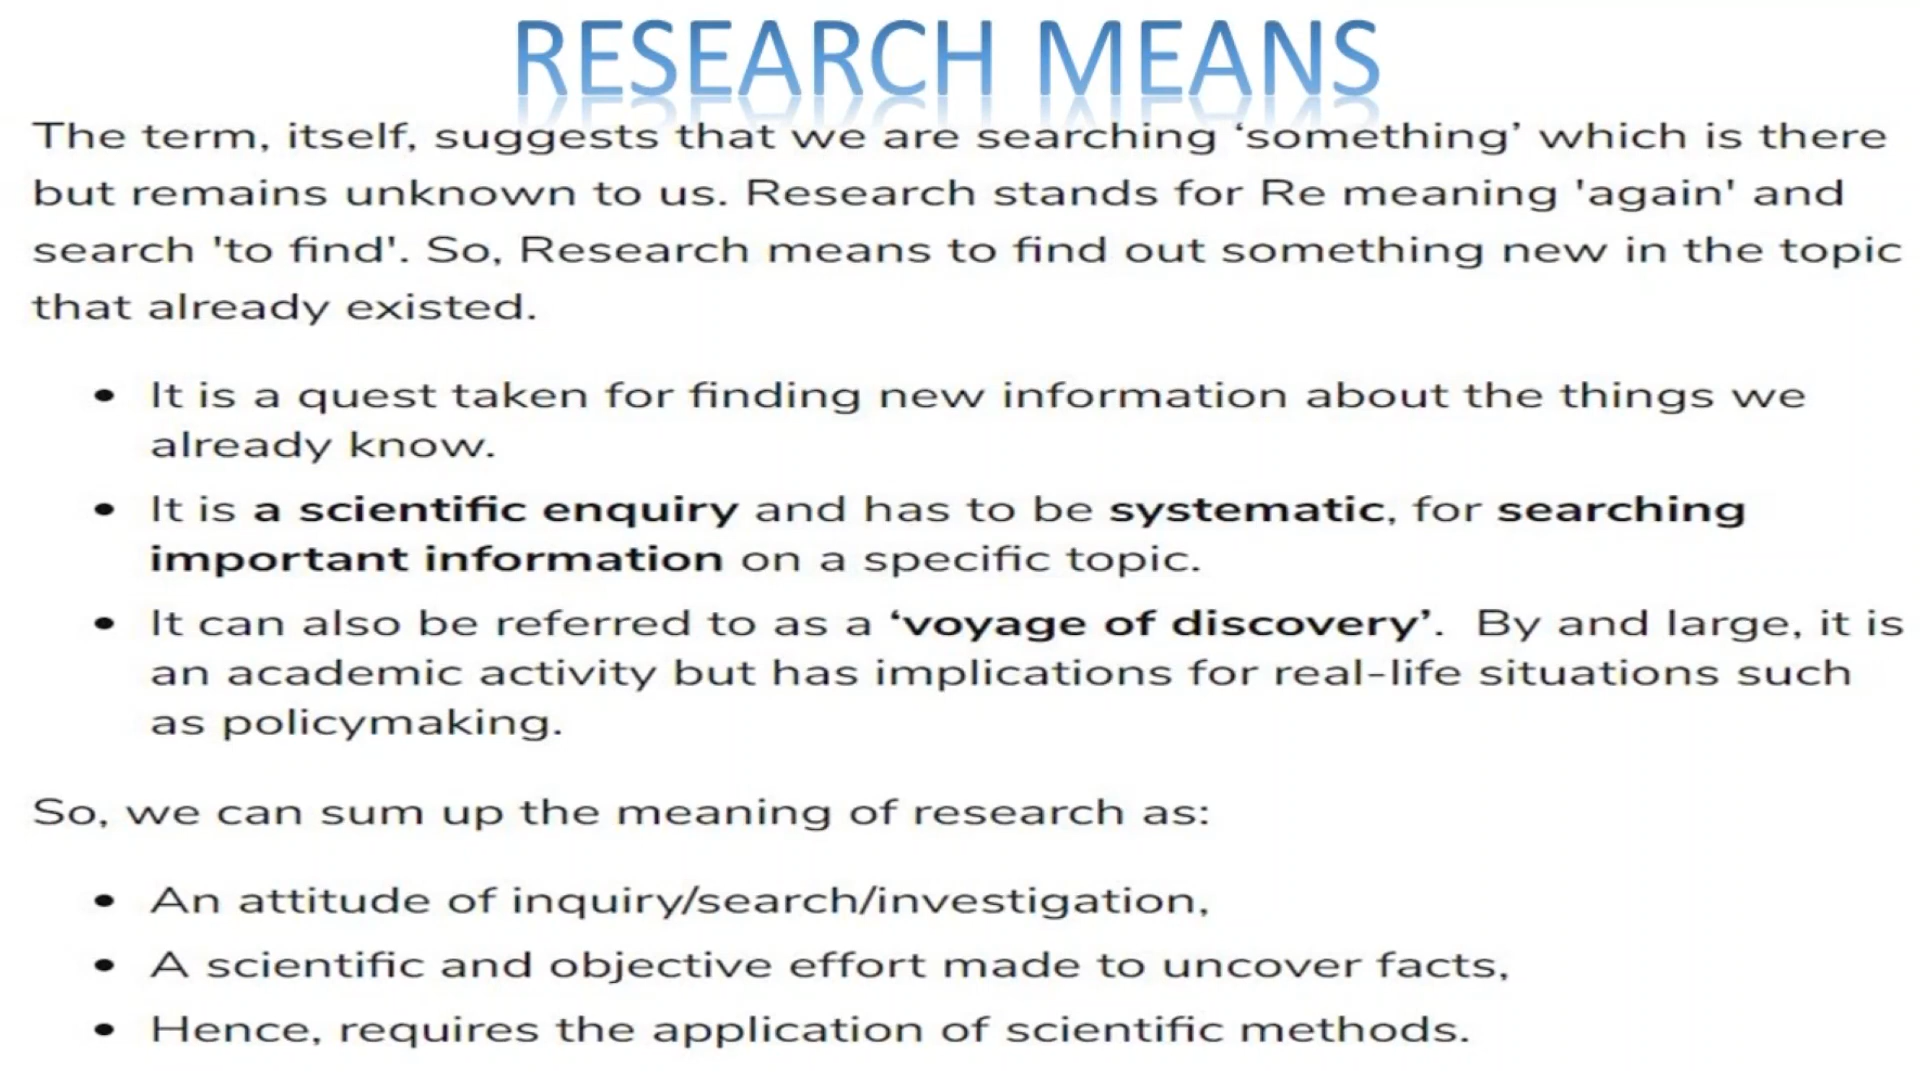 RESEARCH MEANS
The term, itself, suggests that we are searching ‘something’ which is there
but remains unknown to us. Research stands for Re meaning 'again' and
search 'to find'. So, Research means to find out something new in the topic
that already existed.
• It is a quest taken for finding new information about the things we
already know.
• It is a scientific enquiry and has to be systematic, for searching
important information on a specific topic.
• It can also be referred to as a ‘voyage of discovery’. By and large, it is
an academic activity but has implications for real-life situations such
as policymaking.
So, we can sum up the meaning of research as:
• An attitude of inquiry/search/investigation,
• A scientific and objective effort made to uncover facts,
• Hence, requires the application of scientific methods.